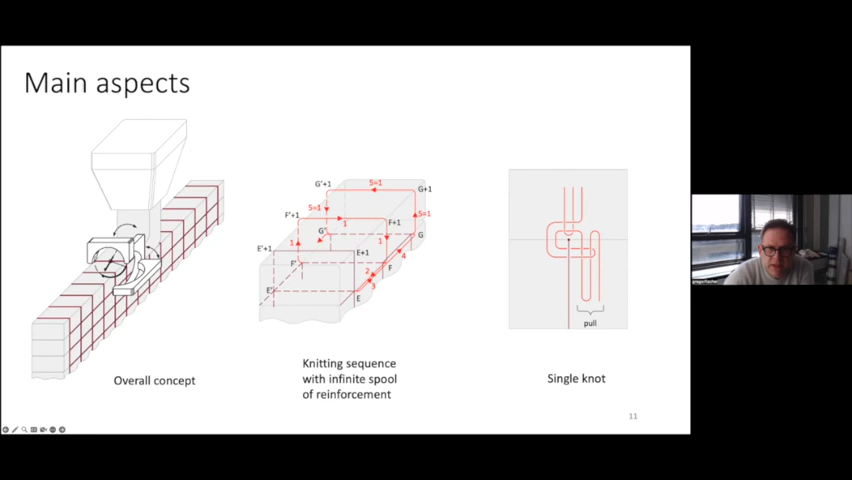 Main aspects
G'+1
5=1
G+1
5=1
F'+1
1
F+1
5=1
G'
G
E'+1
1
E+1
1
4
F'
2
F
3
E'
E
pull
Overall concept
Knitting sequence
with infinite spool
of reinforcement
Single knot
11